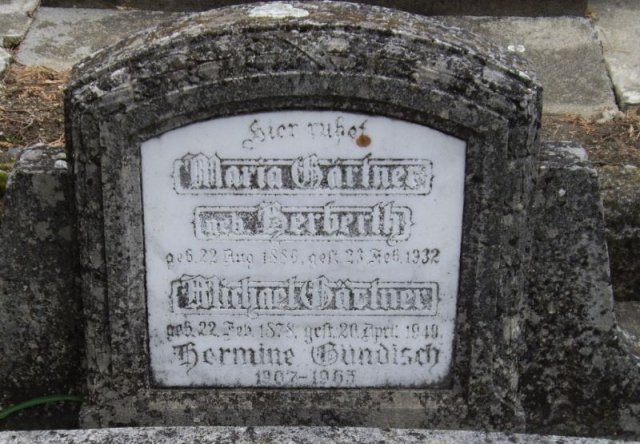 Hier ruhet
Maria Gärtner
geb. Herberth
geb. 22 Aug 1886, gest. 23 Feb. 1932
Michael Gärtner
geb. 22. Feb. 1878, gest. 20 April 1949
Hermine Gündisch
1907-1963